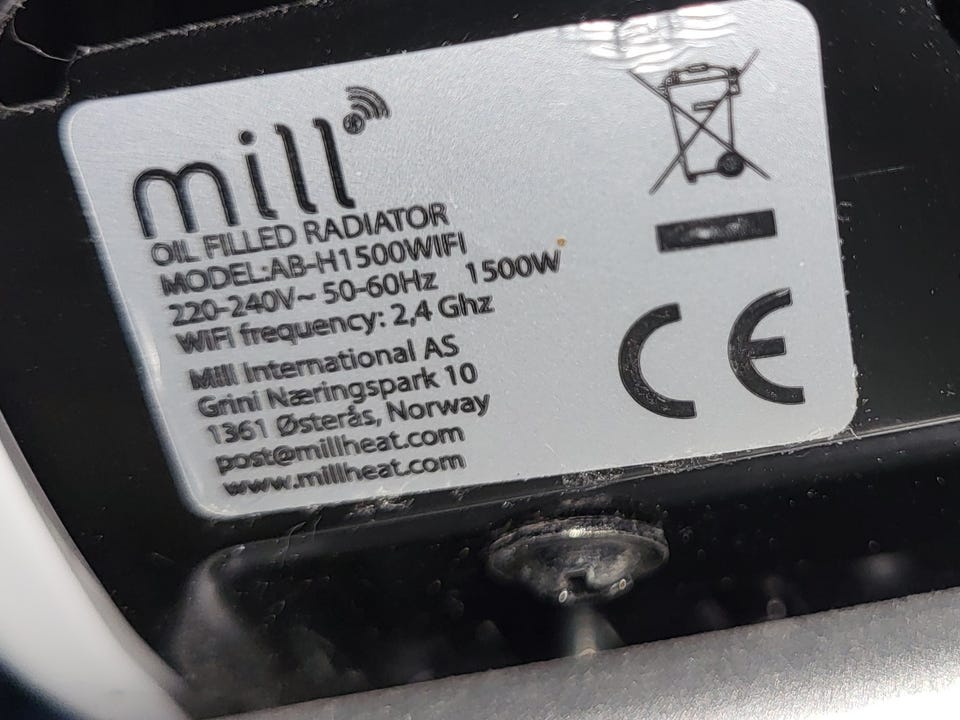 mill
OIL FILLED RADIATOR
MODEL:AB-H1500WIFI
220-240V~ 50-60Hz 1500W
WiFi frequency: 2,4 Ghz
Mill International AS
Grini Næringspark 10
1361 Østerås, Norway
post@millheat.com
www.millheat.com
CE